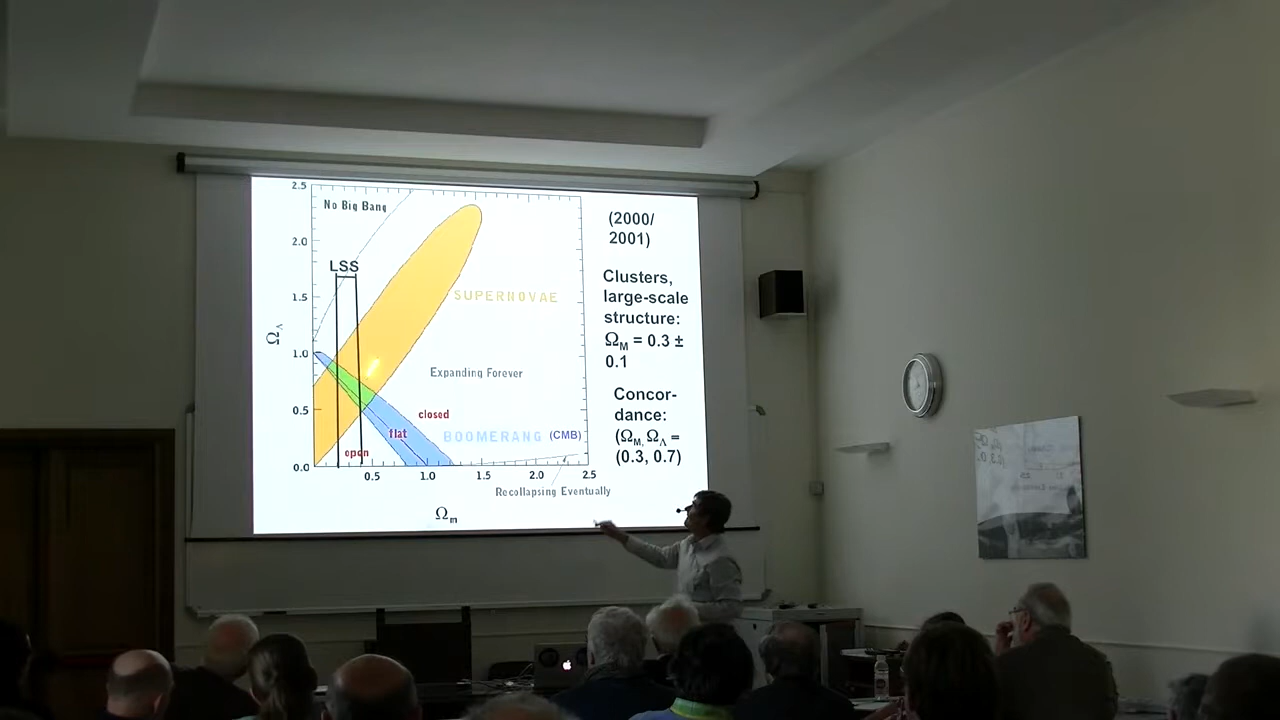 2.5
No Big Bang
2.0
LSS
1.5
SUPERNOVAE
Ω_Λ
1.0
Expanding Forever
0.5
closed
flat
BOOMERANG (CMB)
open
0.0
0.5
1.0
1.5
2.0
2.5
Recollapsing Eventually
Ω_m
(2000/
2001)
Clusters,
large-scale
structure:
Ω_M = 0.3 ±
0.1
Concor-
dance:
(Ω_M, Ω_Λ =
(0.3, 0.7)